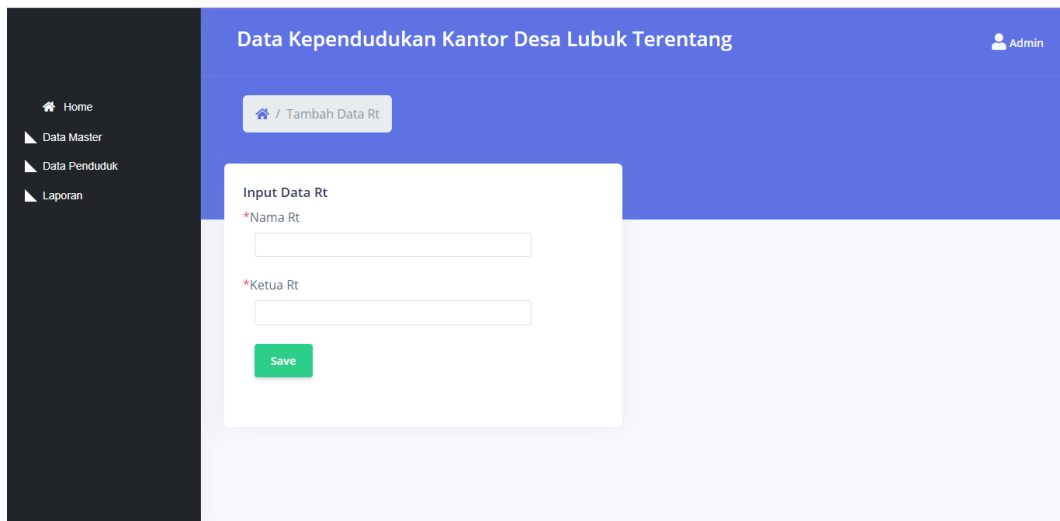 Data Kependudukan Kantor Desa Lubuk Terentang
Admin
Home
Data Master
Data Penduduk
Laporan
/ Tambah Data Rt
Input Data Rt
*Nama Rt
*Ketua Rt
Save